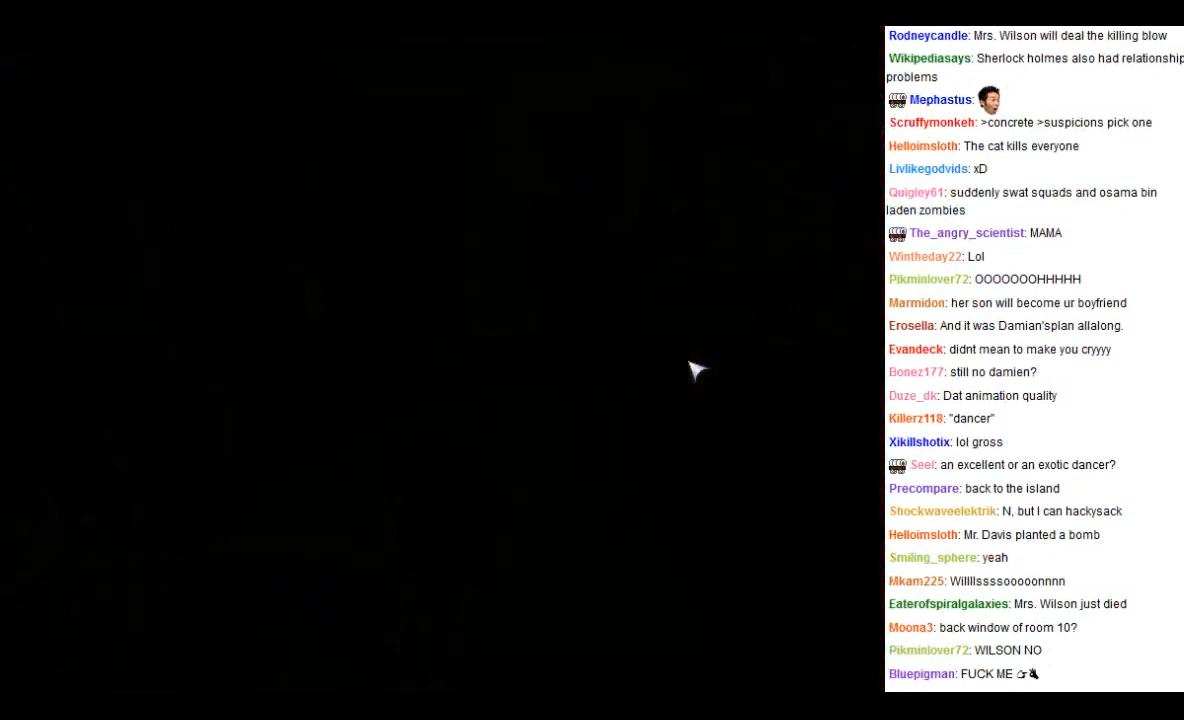 Rodneycandle: Mrs. Wilson will deal the killing blow
Wikipediasays: Sherlock holmes also had relationship
problems
Mephastus:
Scruffymonkeh: >concrete >suspicions pick one
Helloimsloth: The cat kills everyone
Livlikegodvids: xD
Quigley61: suddenly swat squads and osama bin
laden zombies
The_angry_scientist: MAMA
Wintheday22: Lol
Pikminlover72: OOOOOOOHHHHH
Marmidon: her son will become ur boyfriend
Erosella: And it was Damian'splan allalong.
Evandeck: didnt mean to make you cryyyy
Bonez177: still no damien?
Duze_dk: Dat animation quality
Killerz118: "dancer"
Xikillshotix: lol gross
Seel: an excellent or an exotic dancer?
Precompare: back to the island
Shockwaveelektrik: N, but I can hackysack
Helloimsloth: Mr. Davis planted a bomb
Smiling_sphere: yeah
Mkam225: Willllssssooooonnnn
Eaterofspiralgalaxies: Mrs. Wilson just died
Moona3: back window of room 10?
Pikminlover72: WILSON NO
Bluepigman: FUCK ME